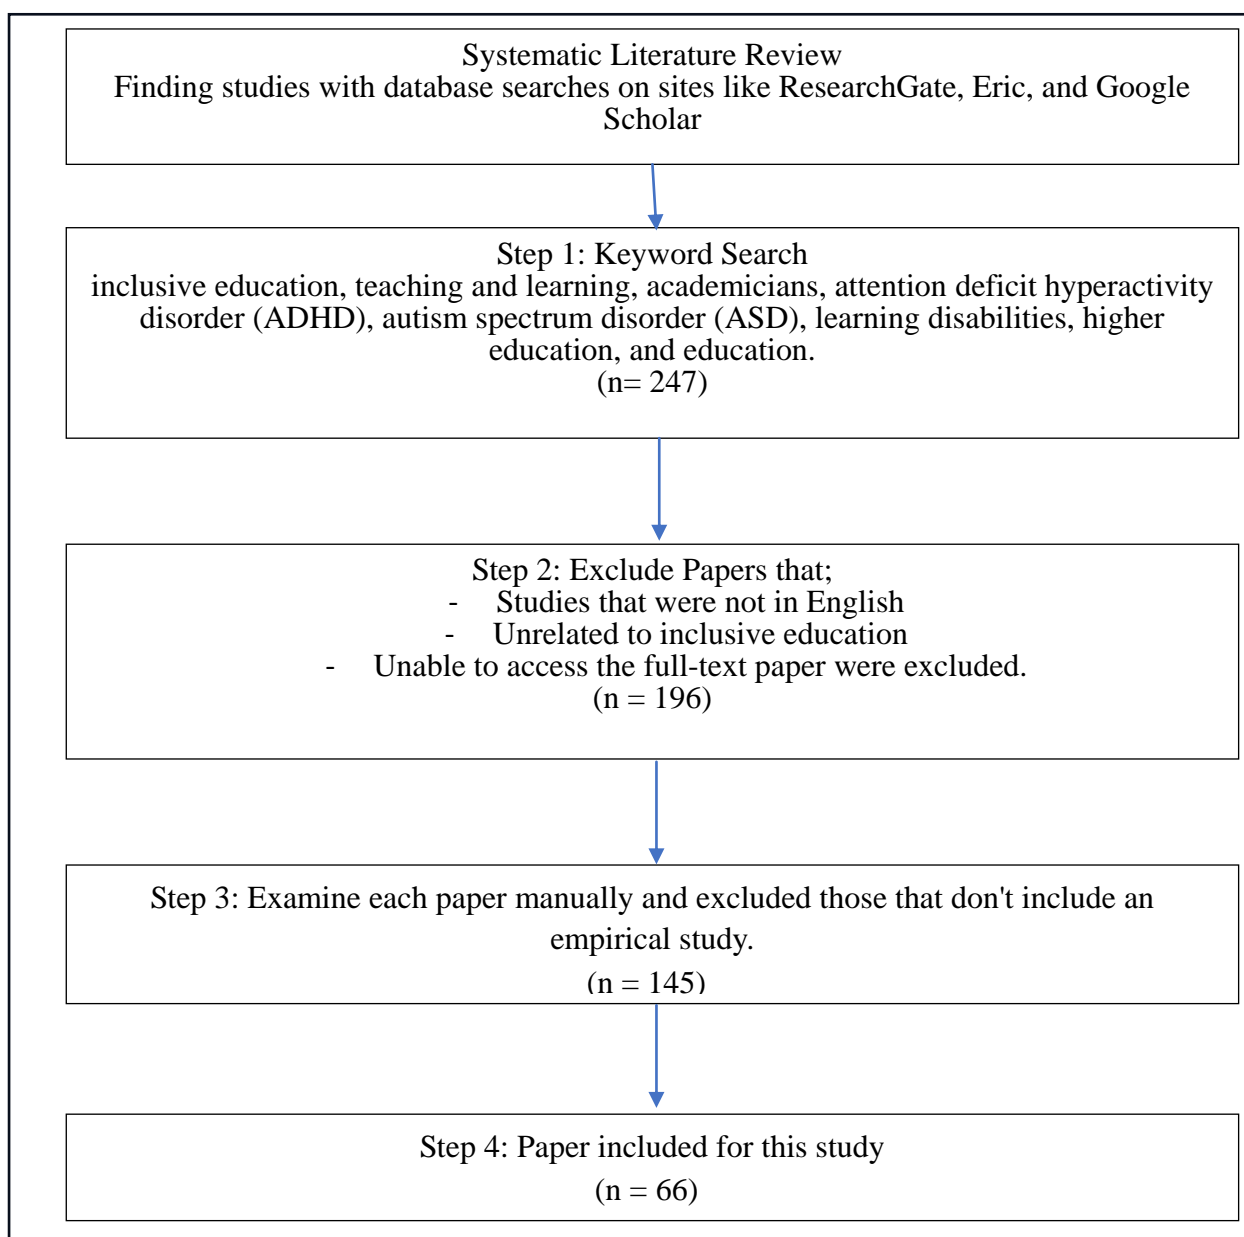 Systematic Literature Review
Finding studies with database searches on sites like ResearchGate, Eric, and Google
Scholar
Step 1: Keyword Search
inclusive education, teaching and learning, academicians, attention deficit hyperactivity
disorder (ADHD), autism spectrum disorder (ASD), learning disabilities, higher
education, and education.
(n= 247)
Step 2: Exclude Papers that;
- Studies that were not in English
- Unrelated to inclusive education
- Unable to access the full-text paper were excluded.
(n = 196)
Step 3: Examine each paper manually and excluded those that don't include an
empirical study.
(n = 145)
Step 4: Paper included for this study
(n = 66)